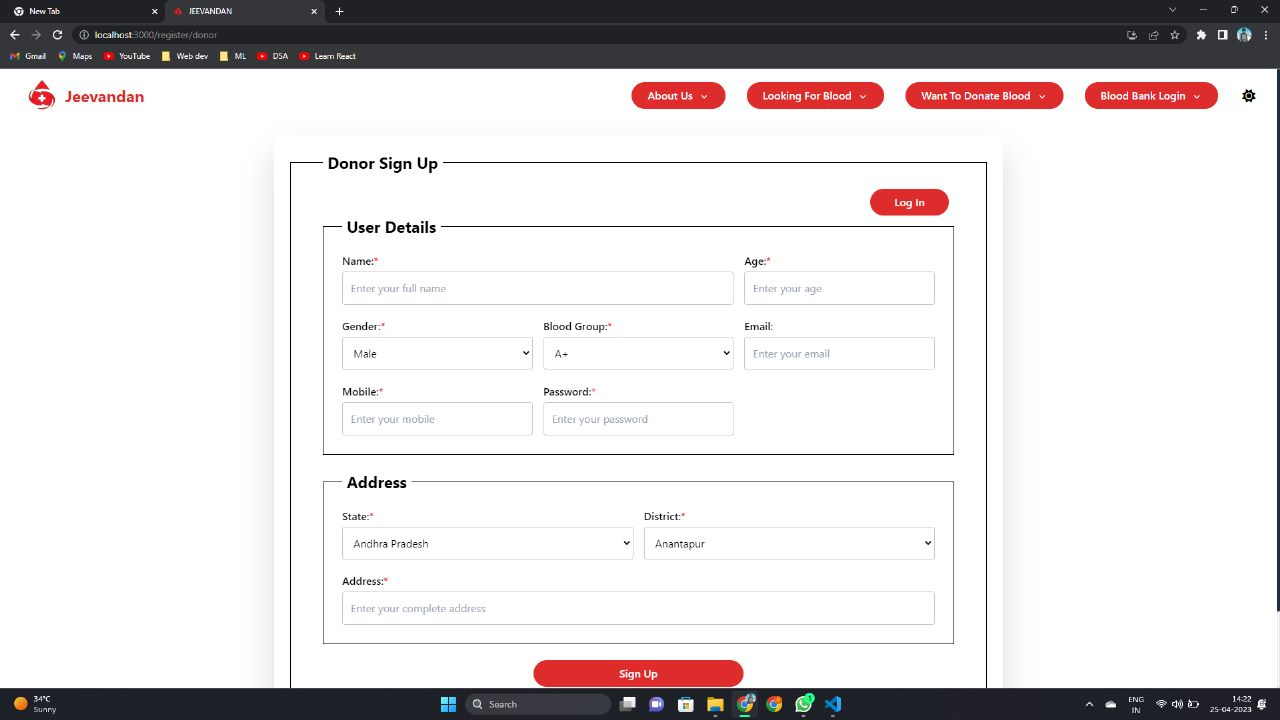 New Tab
JEEVANDAN
localhost:3000/register/donor
Gmail Maps YouTube Web dev ML DSA Learn React
Jeevandan
About Us Looking For Blood Want To Donate Blood Blood Bank Login
Donor Sign Up
Log In
User Details
Name:* Age:*
Enter your full name Enter your age
Gender:* Blood Group:* Email:
Male A+ Enter your email
Mobile:* Password:*
Enter your mobile Enter your password
Address
State:* District:*
Andhra Pradesh Anantapur
Address:*
Enter your complete address
Sign Up
34°C
Sunny
Search
1
ENG
IN
14:22
25-04-2023